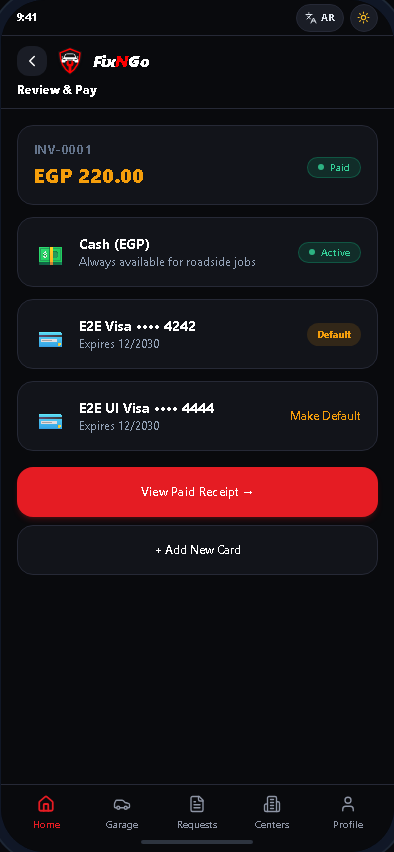 9:41
AR
FixNGo
Review & Pay
INV-0001
EGP 220.00
Paid
Cash (EGP)
Always available for roadside jobs
Active
E2E Visa •••• 4242
Expires 12/2030
Default
E2E UI Visa •••• 4444
Expires 12/2030
Make Default
View Paid Receipt →
+ Add New Card
Home
Garage
Requests
Centers
Profile